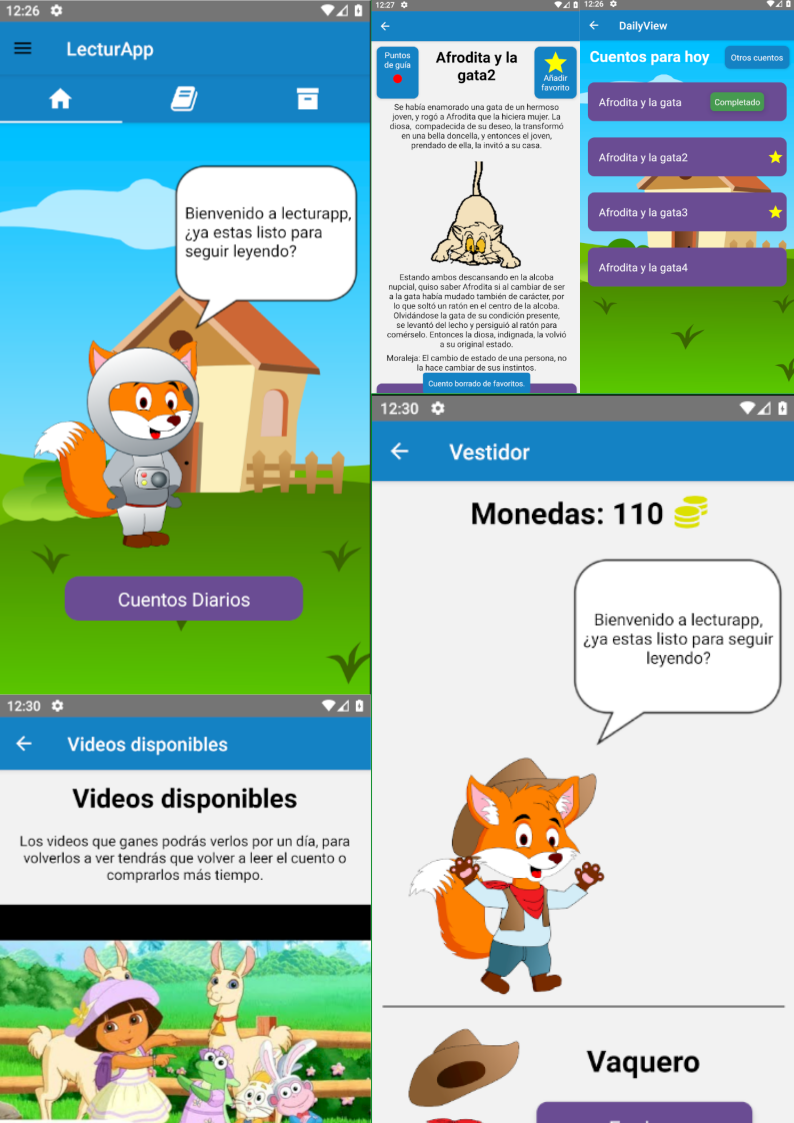 12:26
LecturApp
Bienvenido a lecturapp,
¿ya estas listo para
seguir leyendo?
Cuentos Diarios
12:27
Puntos
de guía
Afrodita y la
gata2
Añadir
favorito
Se había enamorado una gata de un hermoso
joven, y rogó a Afrodita que la hiciera mujer. La
diosa, compadecida de su deseo, la transformó
en una bella doncella, y entonces el joven,
prendado de ella, la invitó a su casa.
Estando ambos descansando en la alcoba
nupcial, quiso saber Afrodita si al cambiar de ser
a la gata había mudado también de carácter, por
lo que soltó un ratón en el centro de la alcoba.
Olvidándose la gata de su condición presente,
se levantó del lecho y persiguió al ratón para
comérselo. Entonces la diosa, indignada, la volvió
a su original estado.
Moraleja: El cambio de estado de una persona, no
la hace cambiar de sus instintos.
Cuento borrado de favoritos.
12:26
DailyView
Cuentos para hoy
Otros cuentos
Afrodita y la gata
Completado
Afrodita y la gata2
Afrodita y la gata3
Afrodita y la gata4
12:30
Vestidor
Monedas: 110
Bienvenido a lecturapp,
¿ya estas listo para seguir
leyendo?
Vaquero
12:30
Videos disponibles
Videos disponibles
Los videos que ganes podrás verlos por un día, para
volverlos a ver tendrás que volver a leer el cuento o
comprarlos más tiempo.